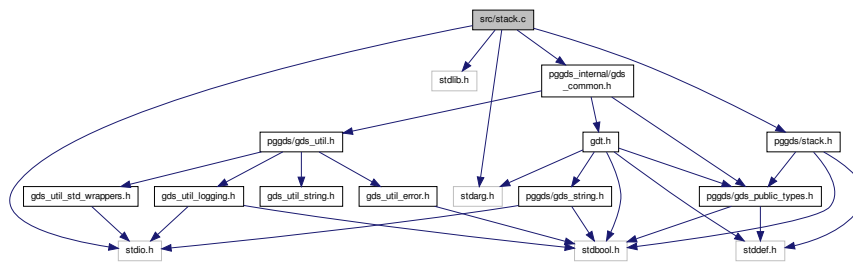 src/stack.c
stdlib.h
pggds_internal/gds
_common.h
pggds/gds_util.h
gdt.h
pggds/stack.h
gds_util_std_wrappers.h
gds_util_logging.h
gds_util_string.h
gds_util_error.h
stdarg.h
pggds/gds_string.h
pggds/gds_public_types.h
stdio.h
stdbool.h
stddef.h